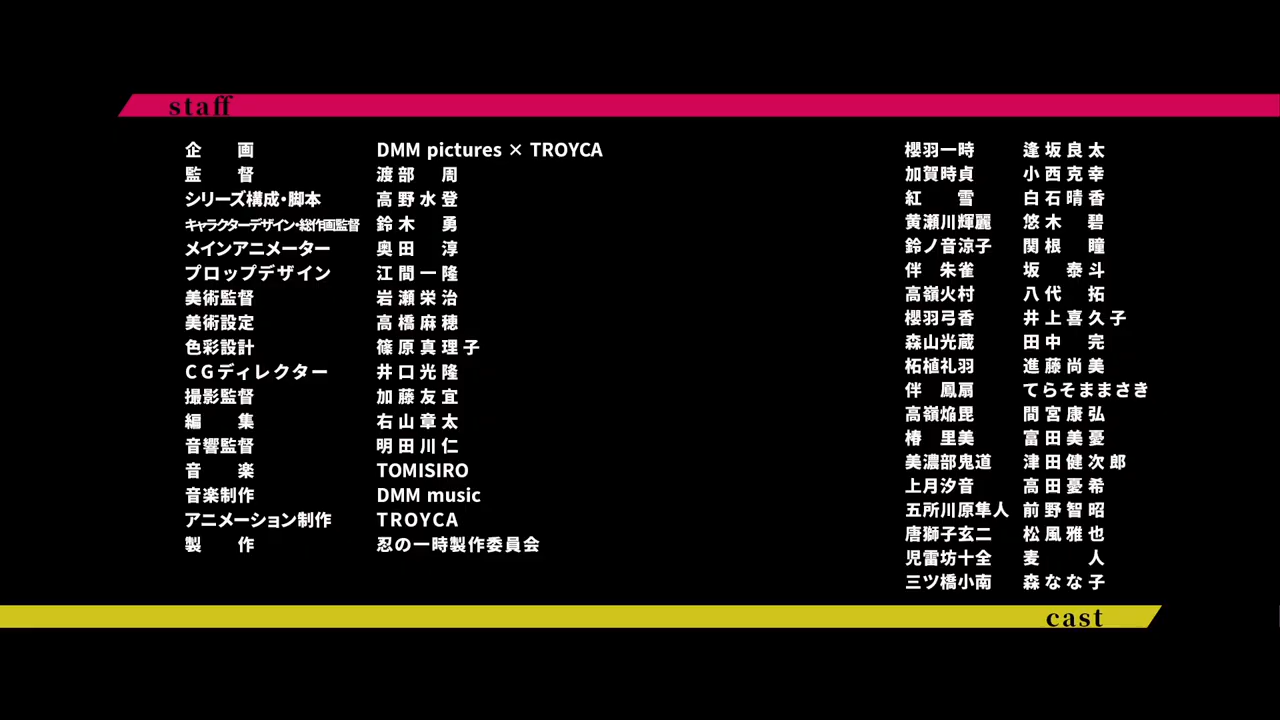 staff
企画 DMM pictures × TROYCA
監督 渡部 周
シリーズ構成・脚本 高野水登
キャラクターデザイン・総作画監督 鈴木 勇
メインアニメーター 奥田 淳
プロップデザイン 江間一隆
美術監督 岩瀬栄治
美術設定 高橋麻穂
色彩設計 篠原真理子
CGディレクター 井口光隆
撮影監督 加藤友宜
編集 右山章太
音響監督 明田川仁
音楽 TOMISIRO
音楽制作 DMM music
アニメーション制作 TROYCA
製作 忍の一時製作委員会
櫻羽一時 逢坂良太
加賀時貞 小西克幸
紅雪 白石晴香
黄瀬川輝麗 悠木 碧
鈴ノ音涼子 関根 瞳
伴 朱雀 坂 泰斗
高嶺火村 八代 拓
櫻羽弓香 井上喜久子
森山光蔵 田中 完
柘植礼羽 進藤尚美
伴 鳳扇 てらそままさき
高嶺焔毘 間宮康弘
椿 里美 富田美憂
美濃部鬼道 津田健次郎
上月汐音 高田憂希
五所川原隼人 前野智昭
唐獅子玄二 松風雅也
児雷坊十全 麦人
三ツ橋小南 森なな子
cast